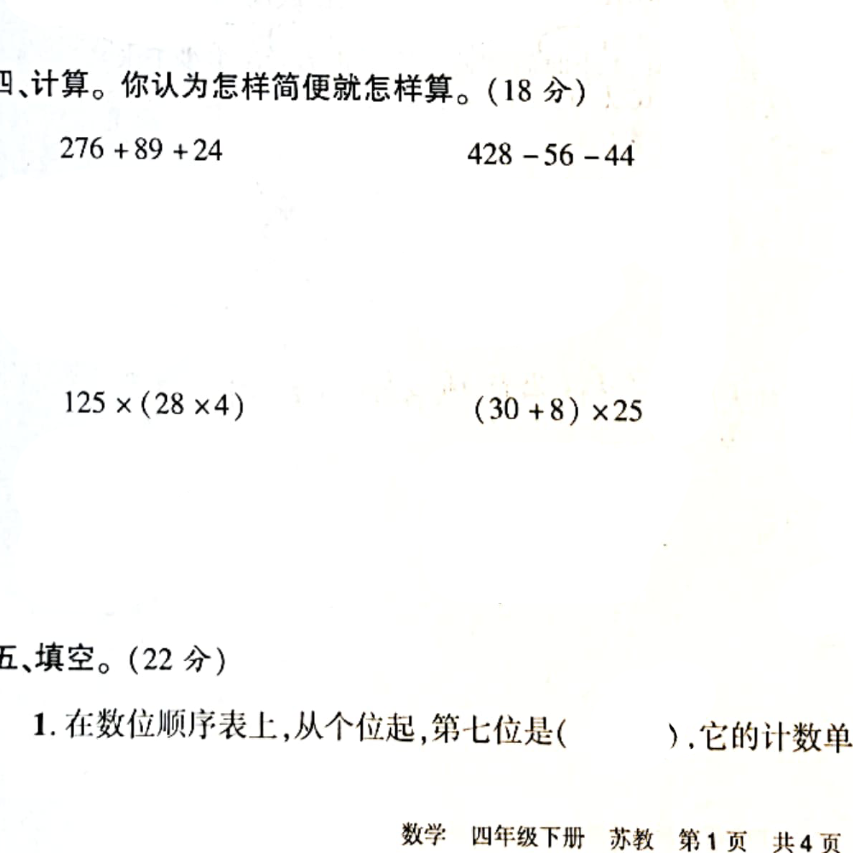 四、计算。你认为怎样简便就怎样算。(18 分)
276 + 89 + 24 428 - 56 - 44
125 × (28 × 4) (30 + 8) × 25
五、填空。(22 分)
1. 在数位顺序表上,从个位起,第七位是( ),它的计数单
数学 四年级下册 苏教 第 1 页 共 4 页